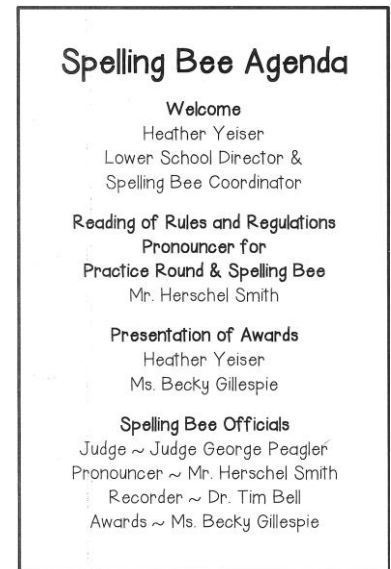 Spelling Bee Agenda
Welcome
Heather Yeiser
Lower School Director &
Spelling Bee Coordinator
Reading of Rules and Regulations
Pronouncer for
Practice Round & Spelling Bee
Mr. Herschel Smith
Presentation of Awards
Heather Yeiser
Ms. Becky Gillespie
Spelling Bee Officials
Judge ~ Judge George Peagler
Pronouncer ~ Mr. Herschel Smith
Recorder ~ Dr. Tim Bell
Awards ~ Ms. Becky Gillespie